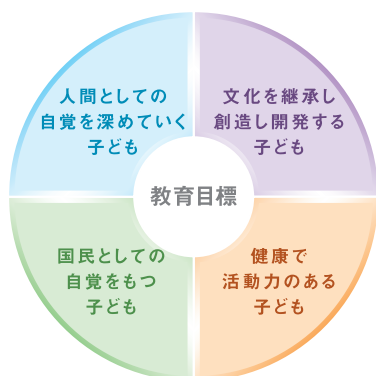 人間としての
自覚を深めていく
子ども
文化を継承し
創造し開発する
子ども
教育目標
国民としての
自覚をもつ
子ども
健康で
活動力のある
子ども